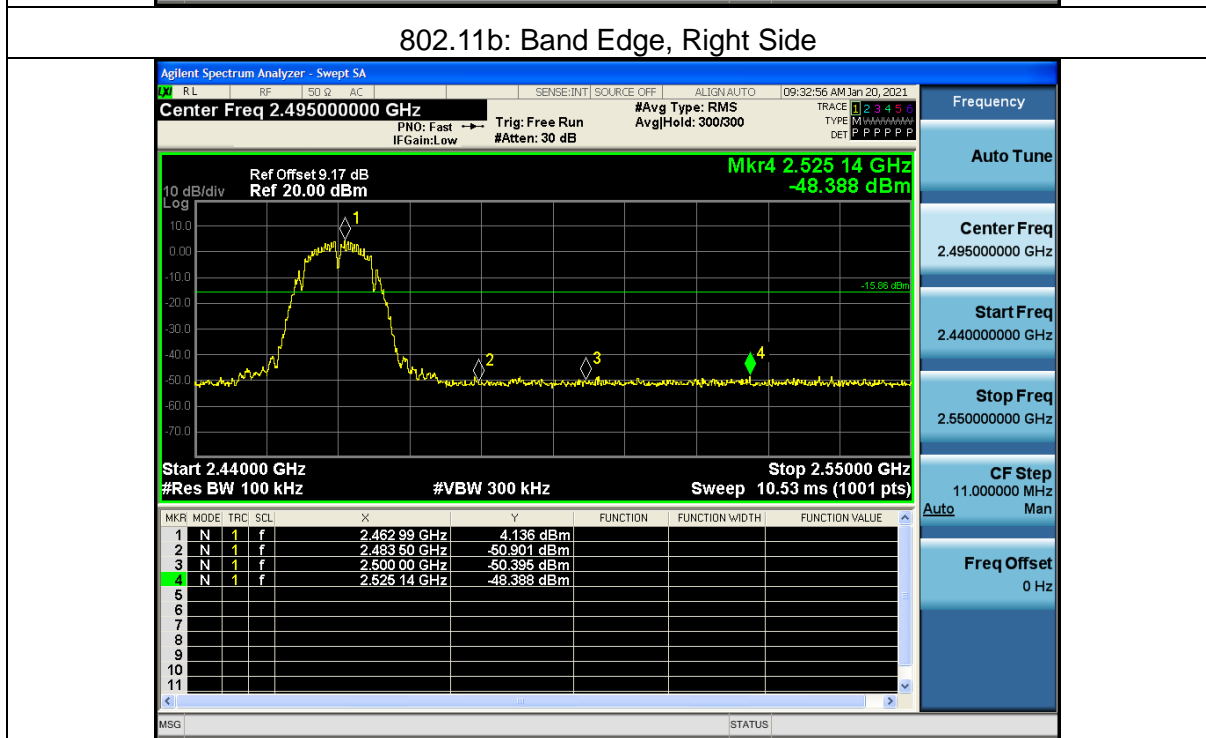 802.11b: Band Edge, Right Side
Agilent Spectrum Analyzer - Swept SA
LXI RL RF 50 Ω AC SENSE:INT SOURCE OFF ALIGN AUTO 09:32:56 AM Jan 20, 2021
Center Freq 2.495000000 GHz
PNO: Fast
IFGain:Low
Trig: Free Run
#Atten: 30 dB
#Avg Type: RMS
Avg|Hold: 300/300
TRACE 1 2 3 4 5 6
TYPE MWWWWW
DET P P P P P P
Mkr4 2.525 14 GHz
-48.388 dBm
Ref Offset 9.17 dB
10 dB/div Ref 20.00 dBm
Log
10.0
0.00
-10.0
-20.0
-30.0
-40.0
-50.0
-60.0
-70.0
1
2
3
4
-15.86 dBm
Start 2.44000 GHz Stop 2.55000 GHz
#Res BW 100 kHz #VBW 300 kHz Sweep 10.53 ms (1001 pts)
MKR MODE TRC SCL X Y FUNCTION FUNCTION WIDTH FUNCTION VALUE
1 N 1 f 2.462 99 GHz 4.136 dBm
2 N 1 f 2.483 50 GHz -50.901 dBm
3 N 1 f 2.500 00 GHz -50.395 dBm
4 N 1 f 2.525 14 GHz -48.388 dBm
5
6
7
8
9
10
11
MSG STATUS
Frequency
Auto Tune
Center Freq
2.495000000 GHz
Start Freq
2.440000000 GHz
Stop Freq
2.550000000 GHz
CF Step
11.000000 MHz
Auto Man
Freq Offset
0 Hz